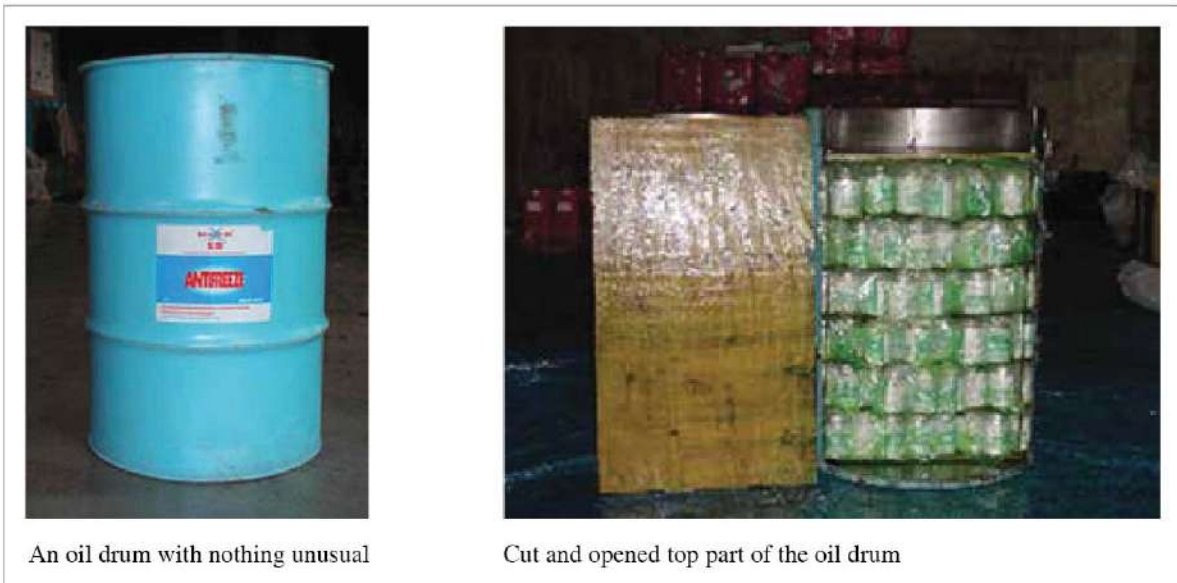 ANTIFREEZE
An oil drum with nothing unusual
Cut and opened top part of the oil drum